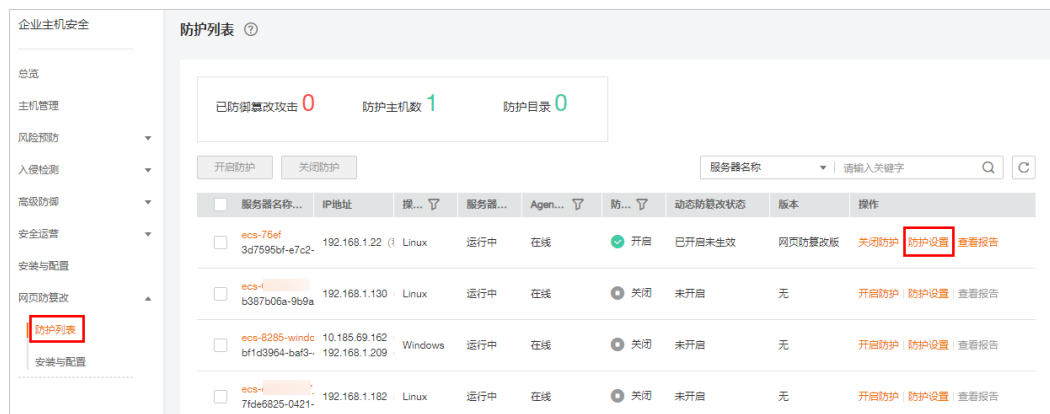 企业主机安全
总览
主机管理
风险预防
入侵检测
高级防御
安全运营
安装与配置
网页防篡改
防护列表
安装与配置
防护列表
已防御篡改攻击 0 防护主机数 1 防护目录 0
开启防护 关闭防护 服务器名称 请输入关键字
服务器名称... IP地址 操... 服务器... Agen... 防... 动态防篡改状态 版本 操作
ecs-76ef
3d7595bf-e7c2- 192.168.1.22 Linux 运行中 在线 开启 已开启未生效 网页防篡改版 关闭防护 防护设置 查看报告
ecs-
b387b06a-9b9a 192.168.1.130 Linux 运行中 在线 关闭 未开启 无 开启防护 防护设置 查看报告
ecs-8285-windc 10.185.69.162
bf1d3964-baf3- 192.168.1.209 Windows 运行中 在线 关闭 未开启 无 开启防护 防护设置 查看报告
ecs-
7fde6825-0421- 192.168.1.182 Linux 运行中 在线 关闭 未开启 无 开启防护 防护设置 查看报告